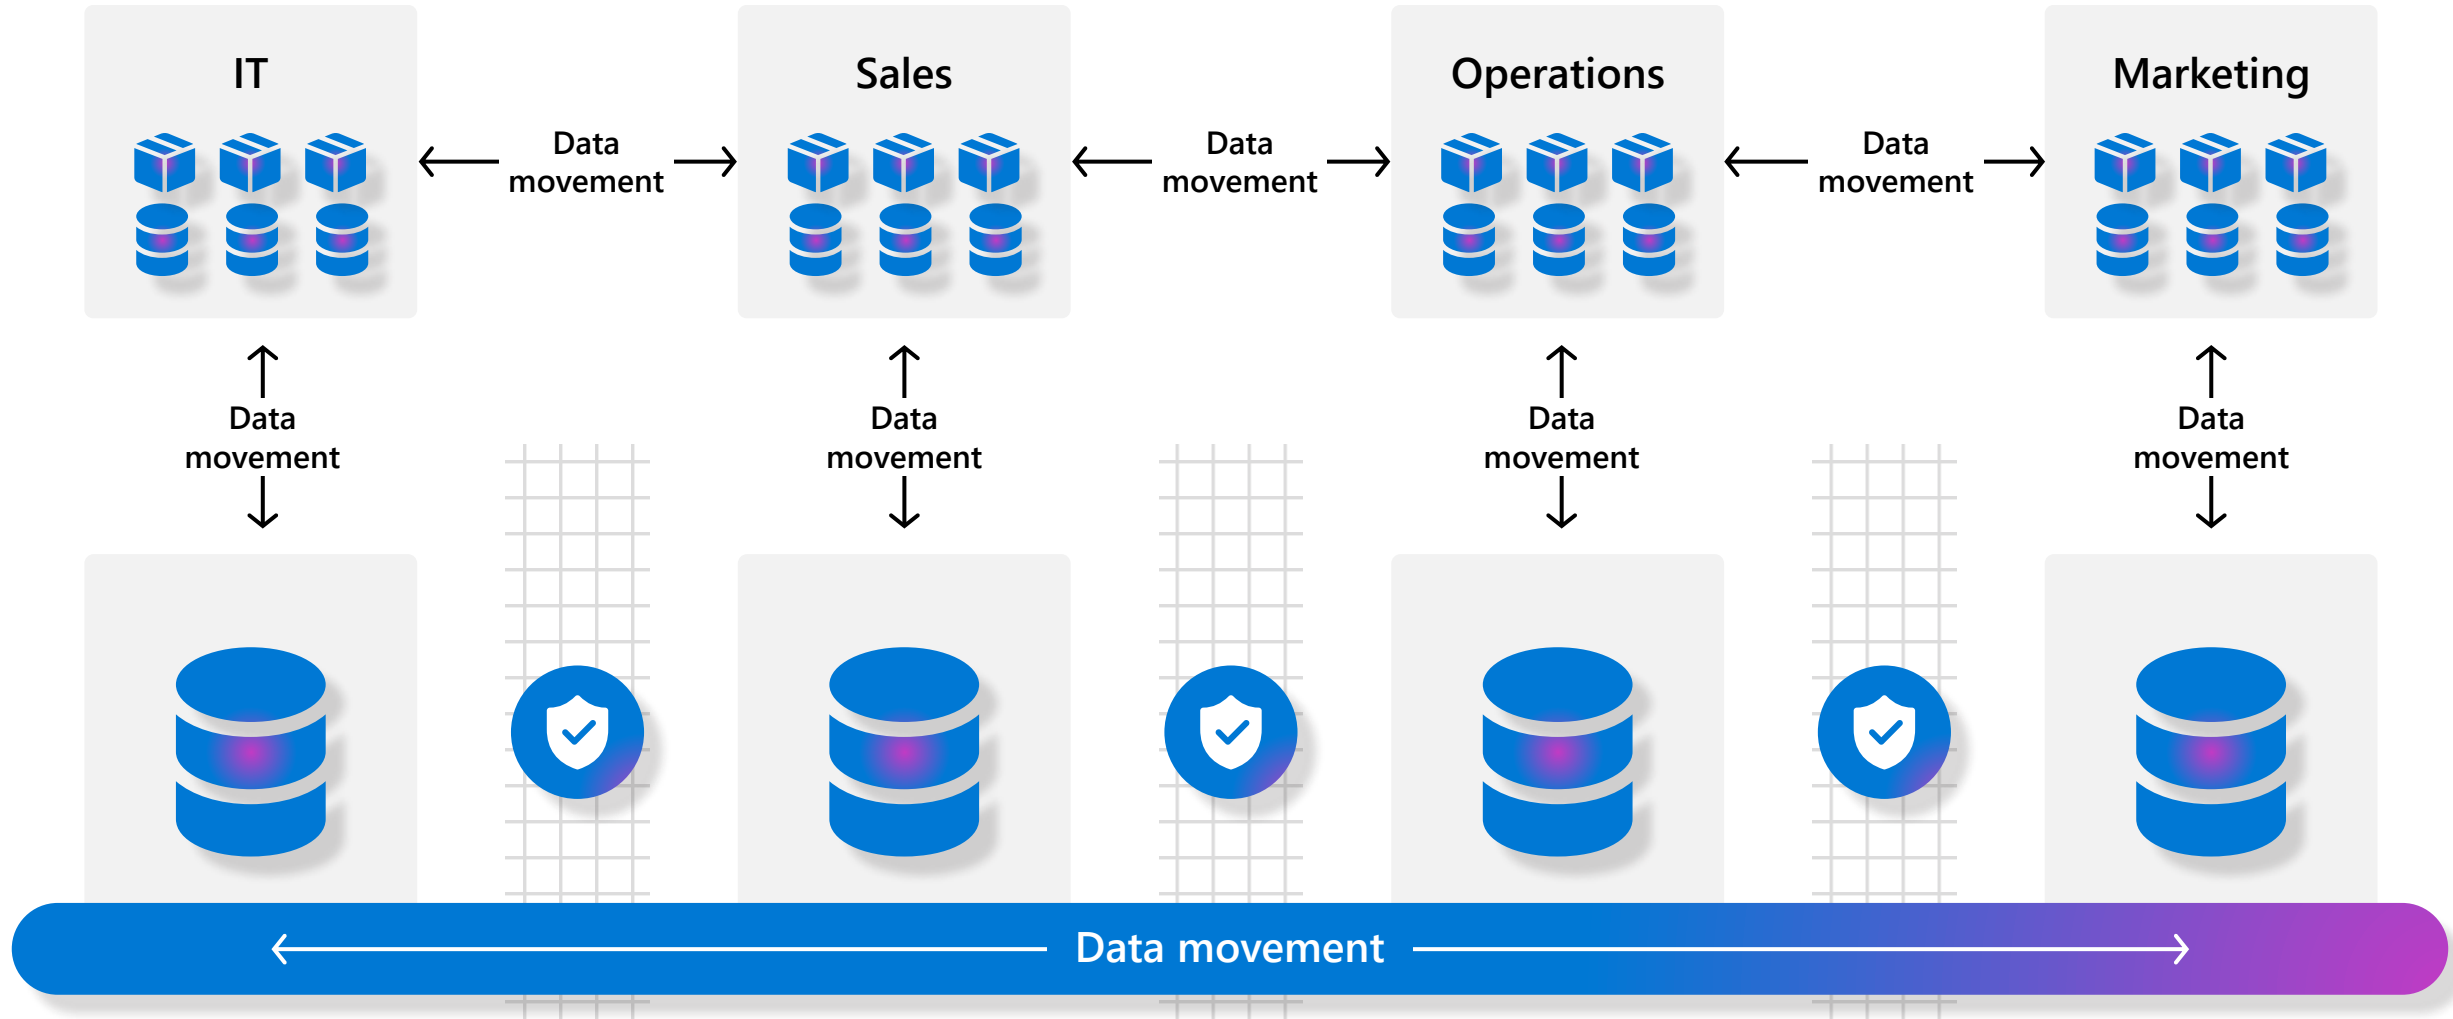 IT
Sales
Operations
Marketing
Data
movement
Data
movement
Data
movement
Data
movement
Data
movement
Data
movement
Data
movement
Data movement